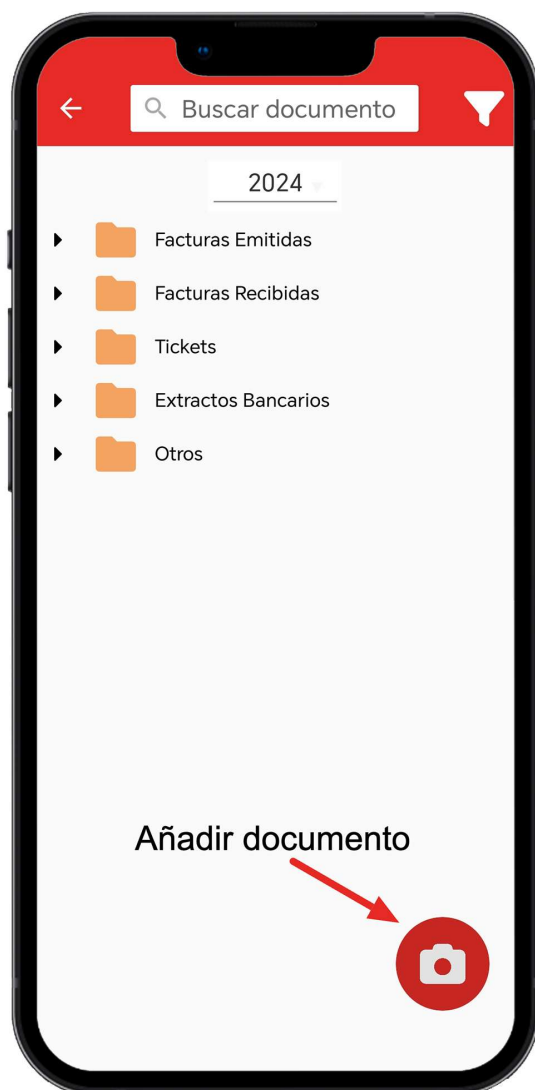 Buscar documento
2024
Facturas Emitidas
Facturas Recibidas
Tickets
Extractos Bancarios
Otros
Añadir documento